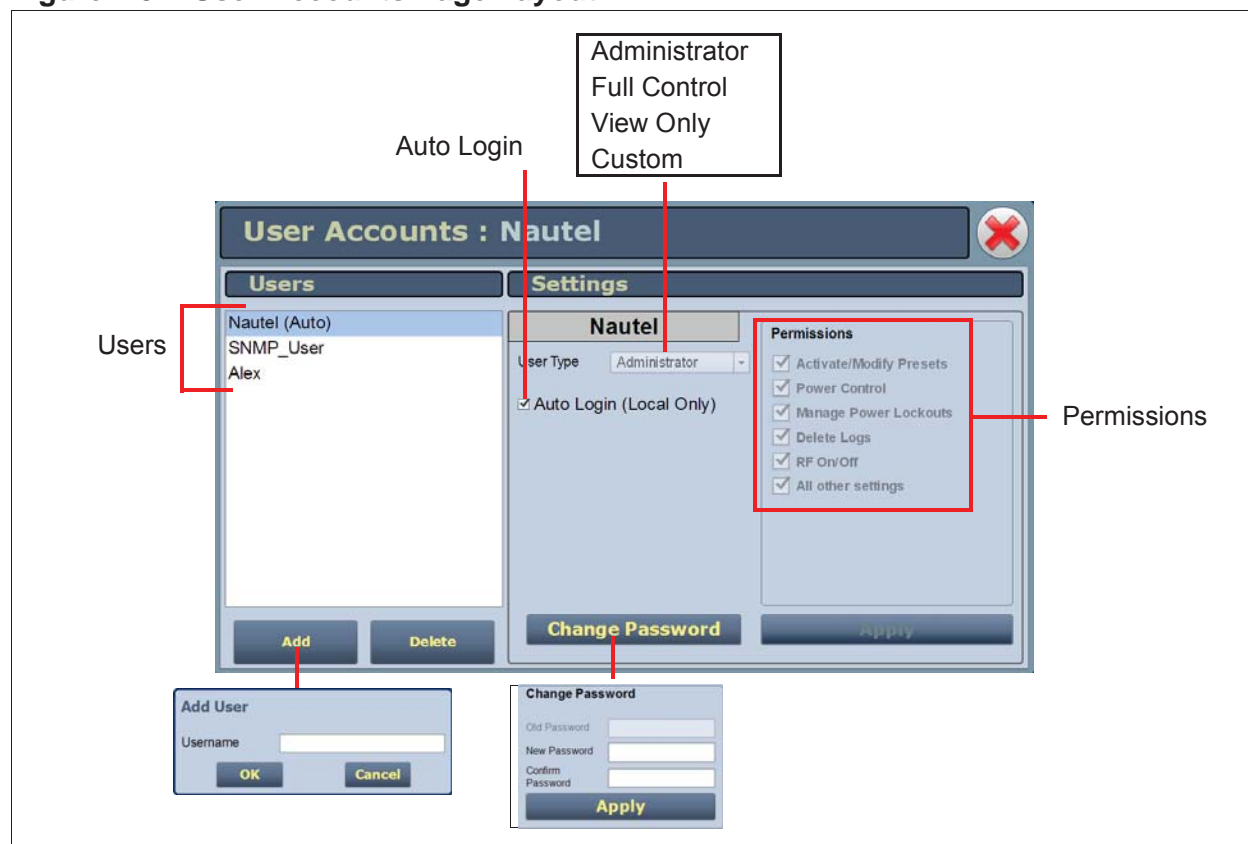 Administrator
Full Control
View Only
Custom
Auto Login
User Accounts : Nautel
Users
Settings
Users
Nautel (Auto)
SNMP_User
Alex
Nautel
User Type
Administrator
Auto Login (Local Only)
Permissions
Activate/Modify Presets
Power Control
Manage Power Lockouts
Delete Logs
RF On/Off
All other settings
Permissions
Add
Delete
Change Password
Apply
Add User
Username
OK
Cancel
Change Password
Old Password
New Password
Confirm
Password
Apply